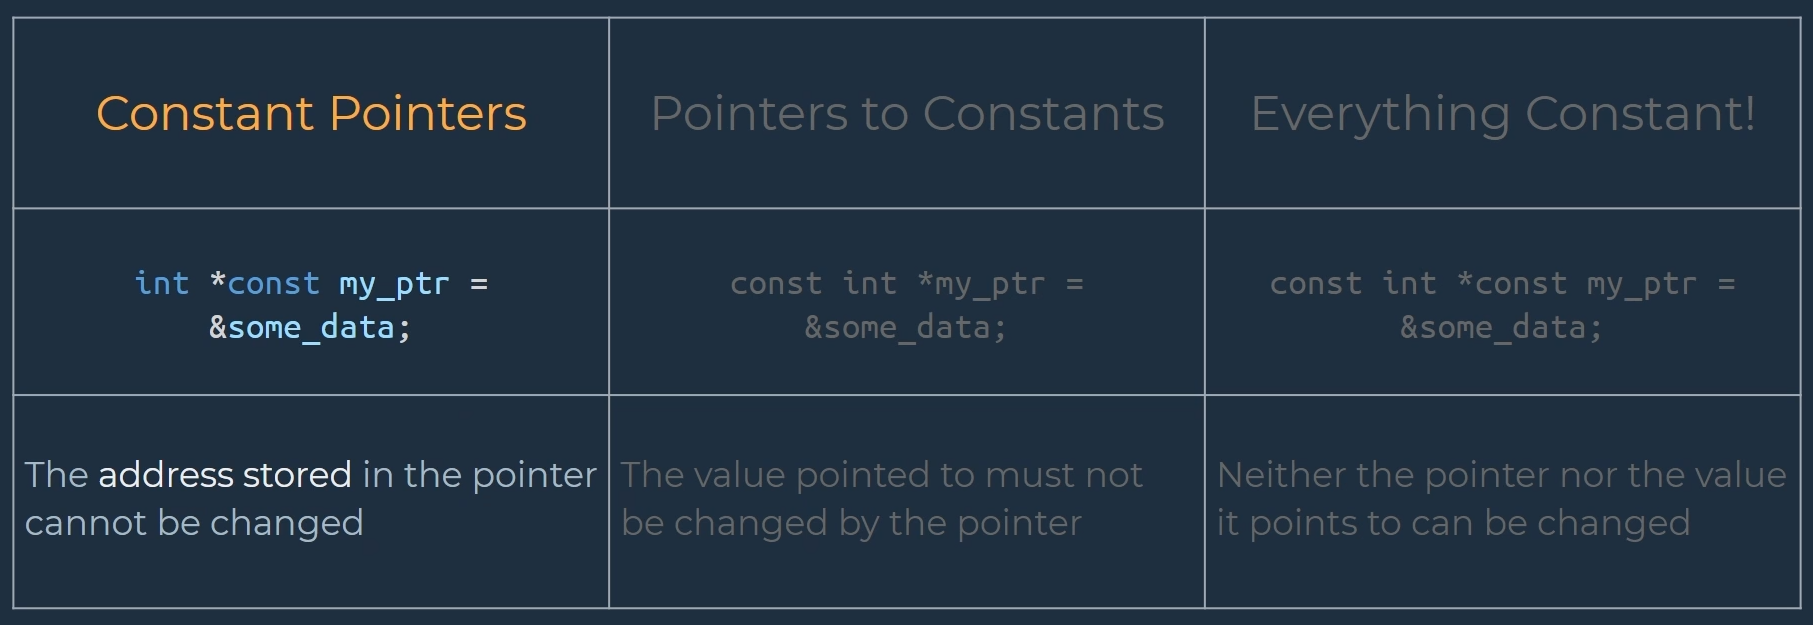 Constant Pointers
Pointers to Constants
Everything Constant!
int *const my_ptr =
&some_data;
const int *my_ptr =
&some_data;
const int *const my_ptr =
&some_data;
The address stored in the pointer
cannot be changed
The value pointed to must not
be changed by the pointer
Neither the pointer nor the value
it points to can be changed